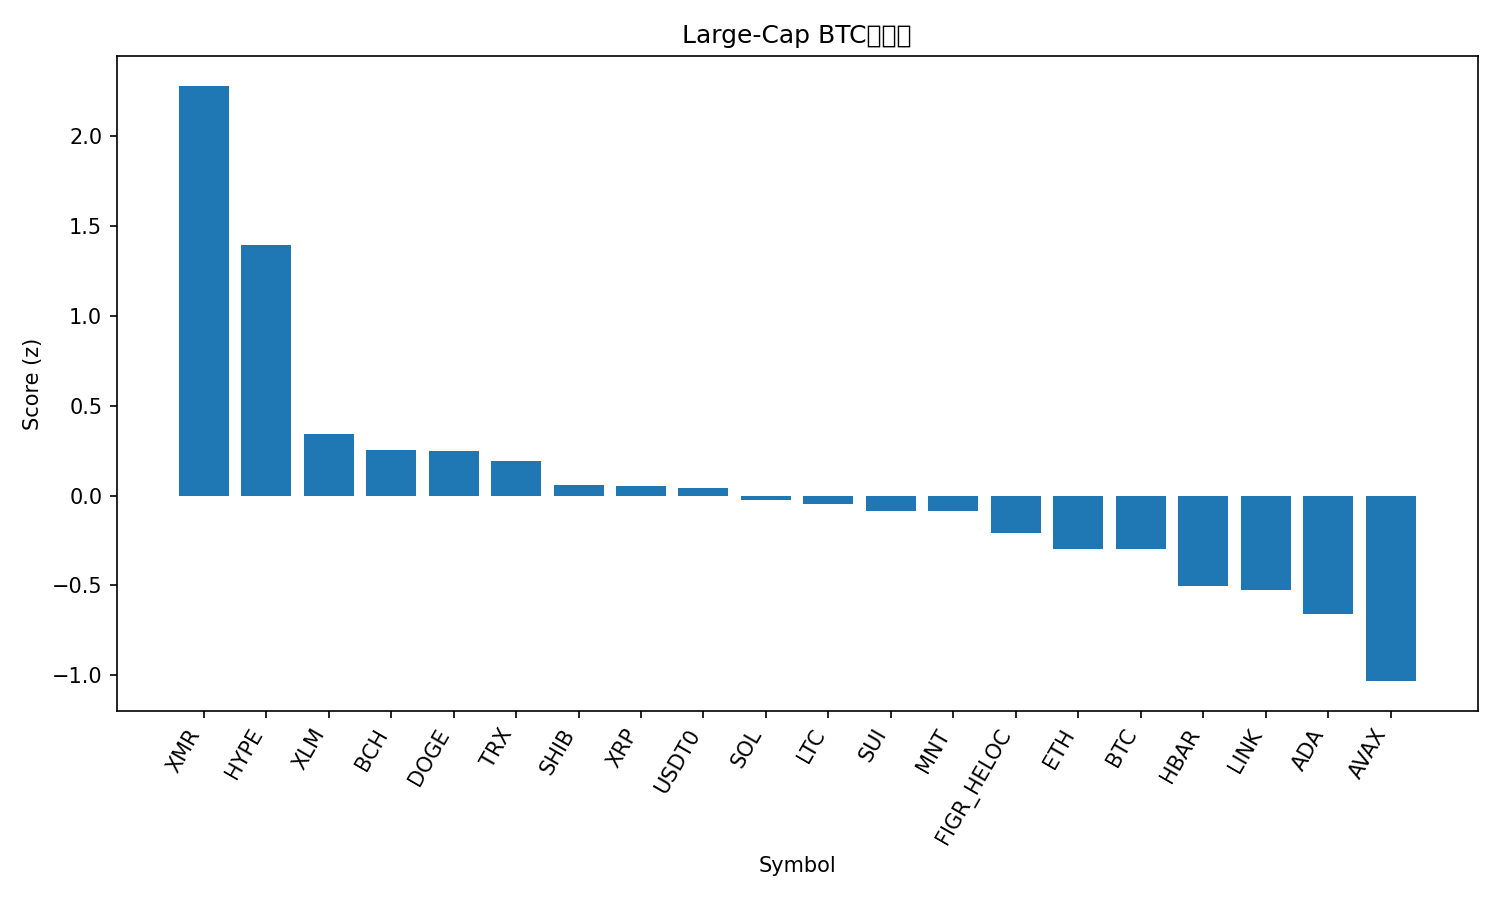 Large-Cap BTC
Score (z)
2.0
1.5
1.0
0.5
0.0
−0.5
−1.0
XMR
HYPE
XLM
BCH
DOGE
TRX
SHIB
XRP
USDT0
SOL
LTC
SUI
MNT
FIGR_HELOC
ETH
BTC
HBAR
LINK
ADA
AVAX
Symbol